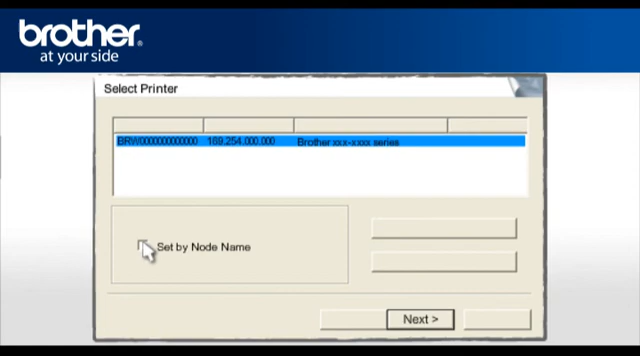 brother
at your side
Select Printer
BRW000000000000 169.254.000.000 Brother xxx-xxxx series
Set by Node Name
Next >